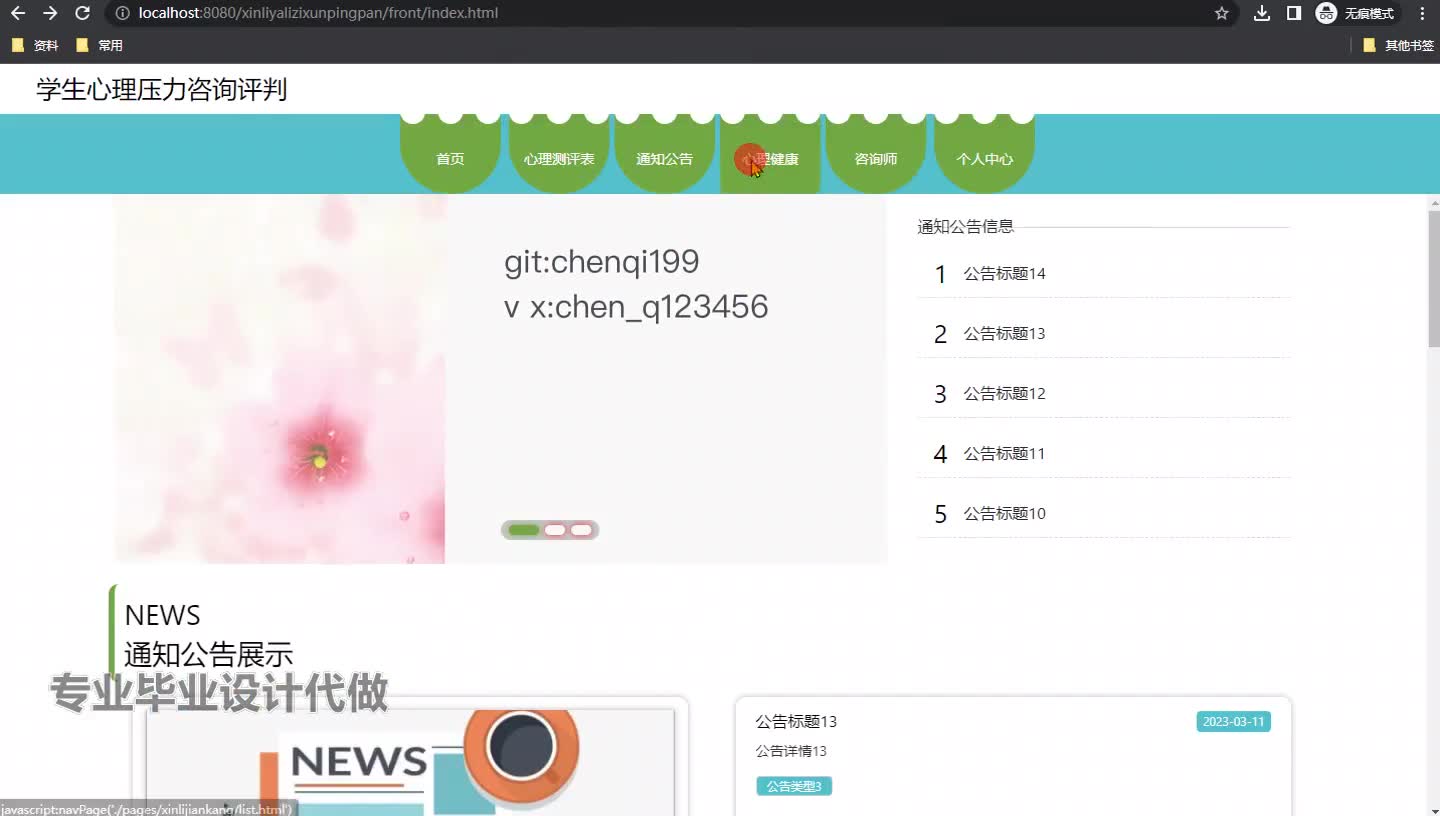 localhost:8080/xinliyalizixunpingpan/front/index.html
无痕模式
资料
常用
其他书签
学生心理压力咨询评判
首页
心理测评表
通知公告
心理健康
咨询师
个人中心
git:chenqi199
v x:chen_q123456
通知公告信息
1 公告标题14
2 公告标题13
3 公告标题12
4 公告标题11
5 公告标题10
NEWS
通知公告展示
专业毕业设计代做
NEWS
公告标题13
2023-03-11
公告详情13
公告类型3
javascript:navPage('./pages/xinlijiankang/list.html')